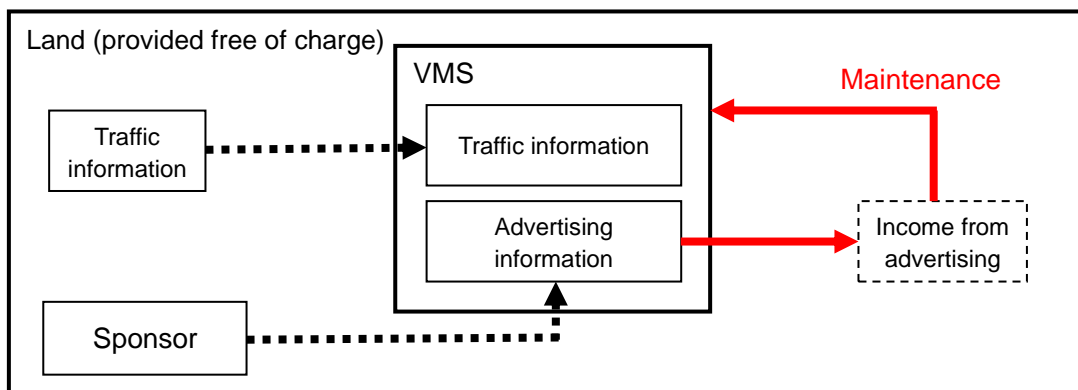 Land (provided free of charge)
VMS
Maintenance
Traffic
information
Traffic information
Advertising
information
Income from
advertising
Sponsor